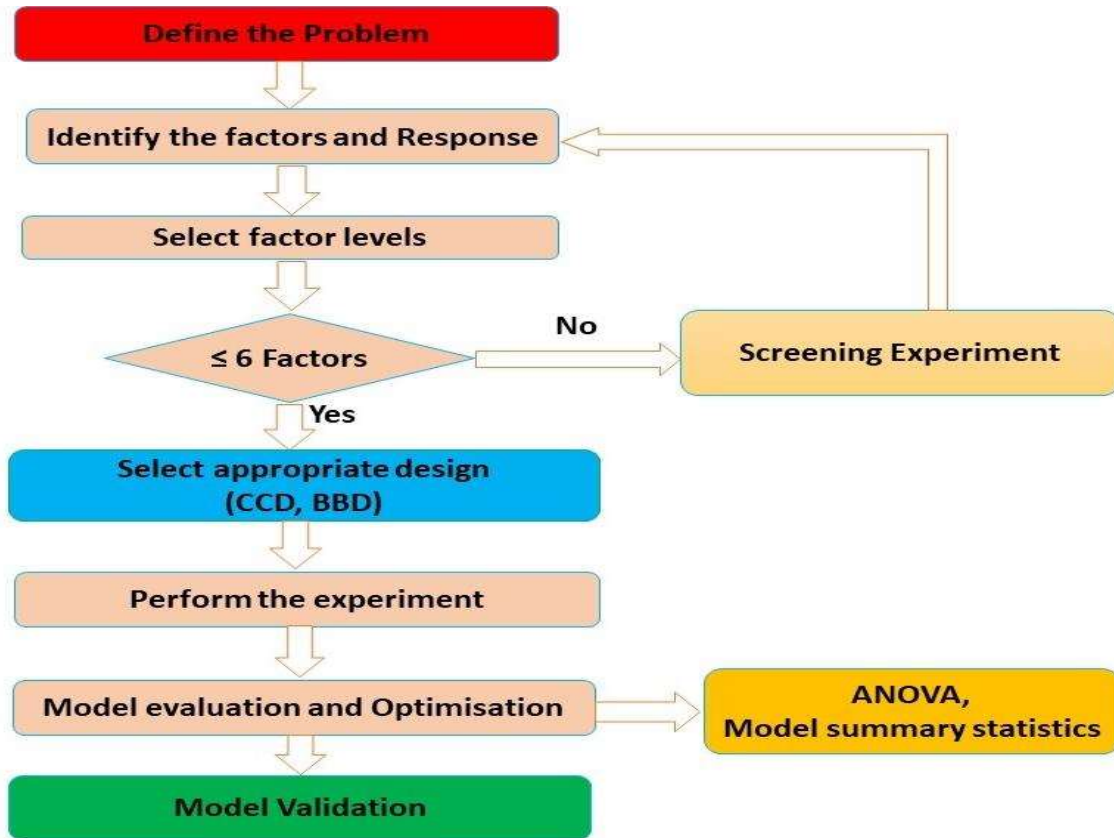 Define the Problem
Identify the factors and Response
Select factor levels
≤ 6 Factors
No
Screening Experiment
Yes
Select appropriate design
(CCD, BBD)
Perform the experiment
Model evaluation and Optimisation
ANOVA,
Model summary statistics
Model Validation